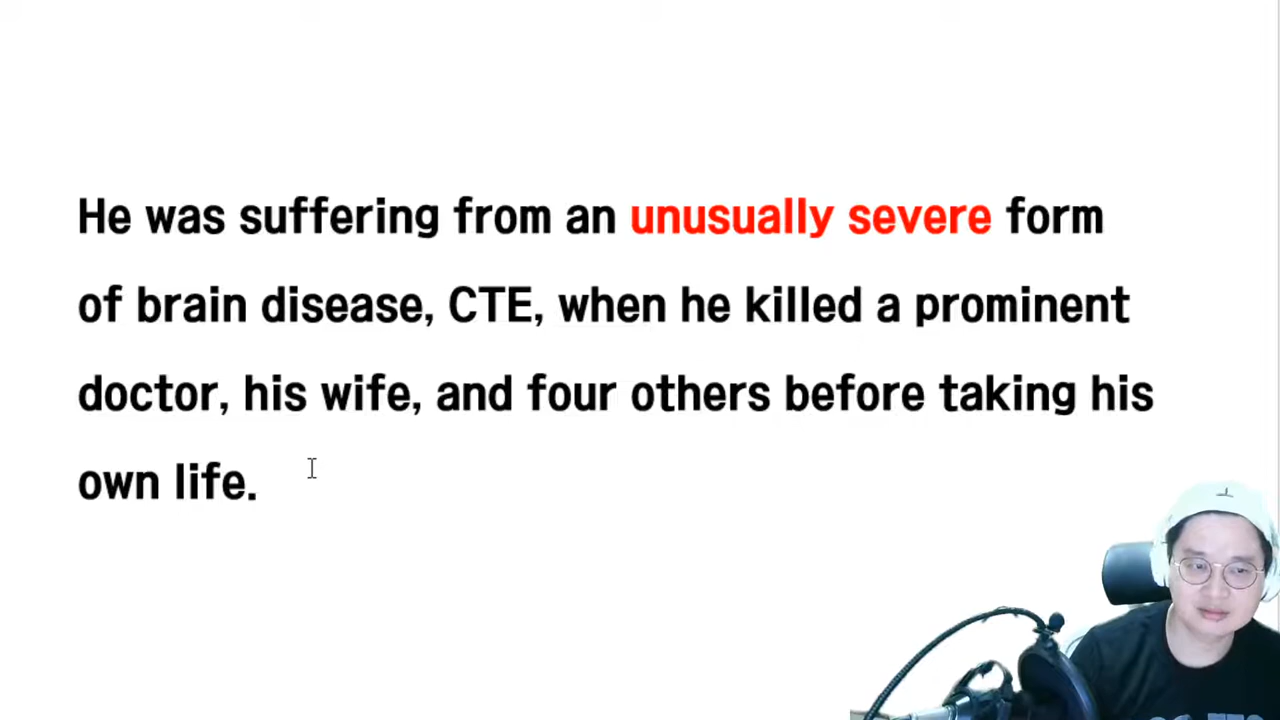 He was suffering from an unusually severe form
of brain disease, CTE, when he killed a prominent
doctor, his wife, and four others before taking his
own life.